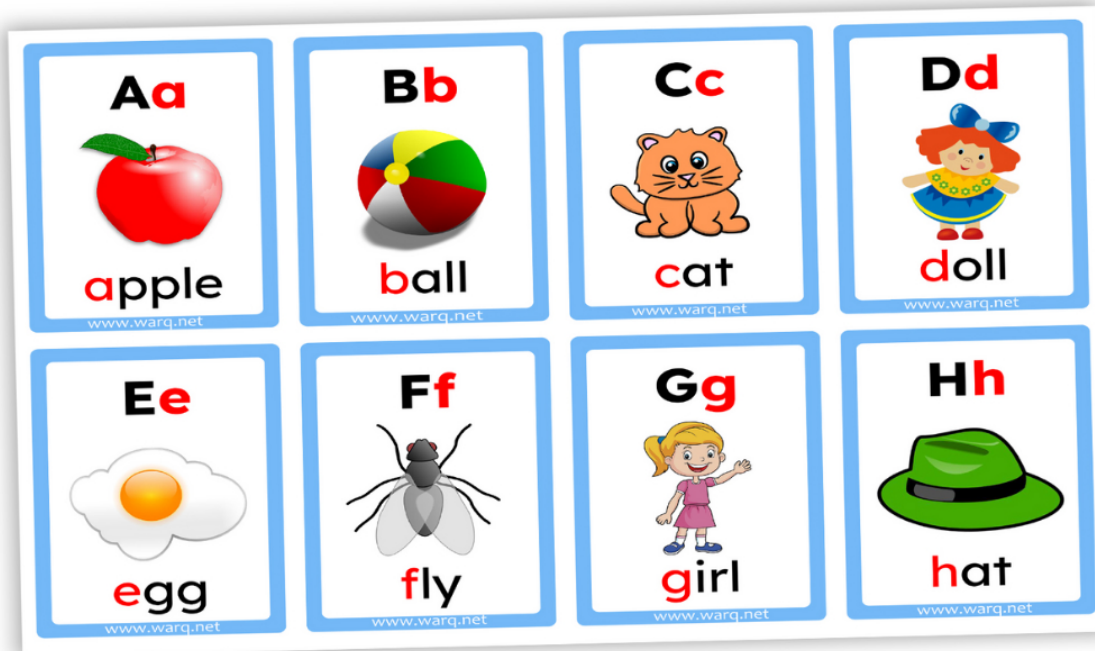 Aa
apple
www.warq.net
Bb
ball
www.warq.net
Cc
cat
www.warq.net
Dd
doll
www.warq.net
Ee
egg
www.warq.net
Ff
fly
www.warq.net
Gg
girl
www.warq.net
Hh
hat
www.warq.net